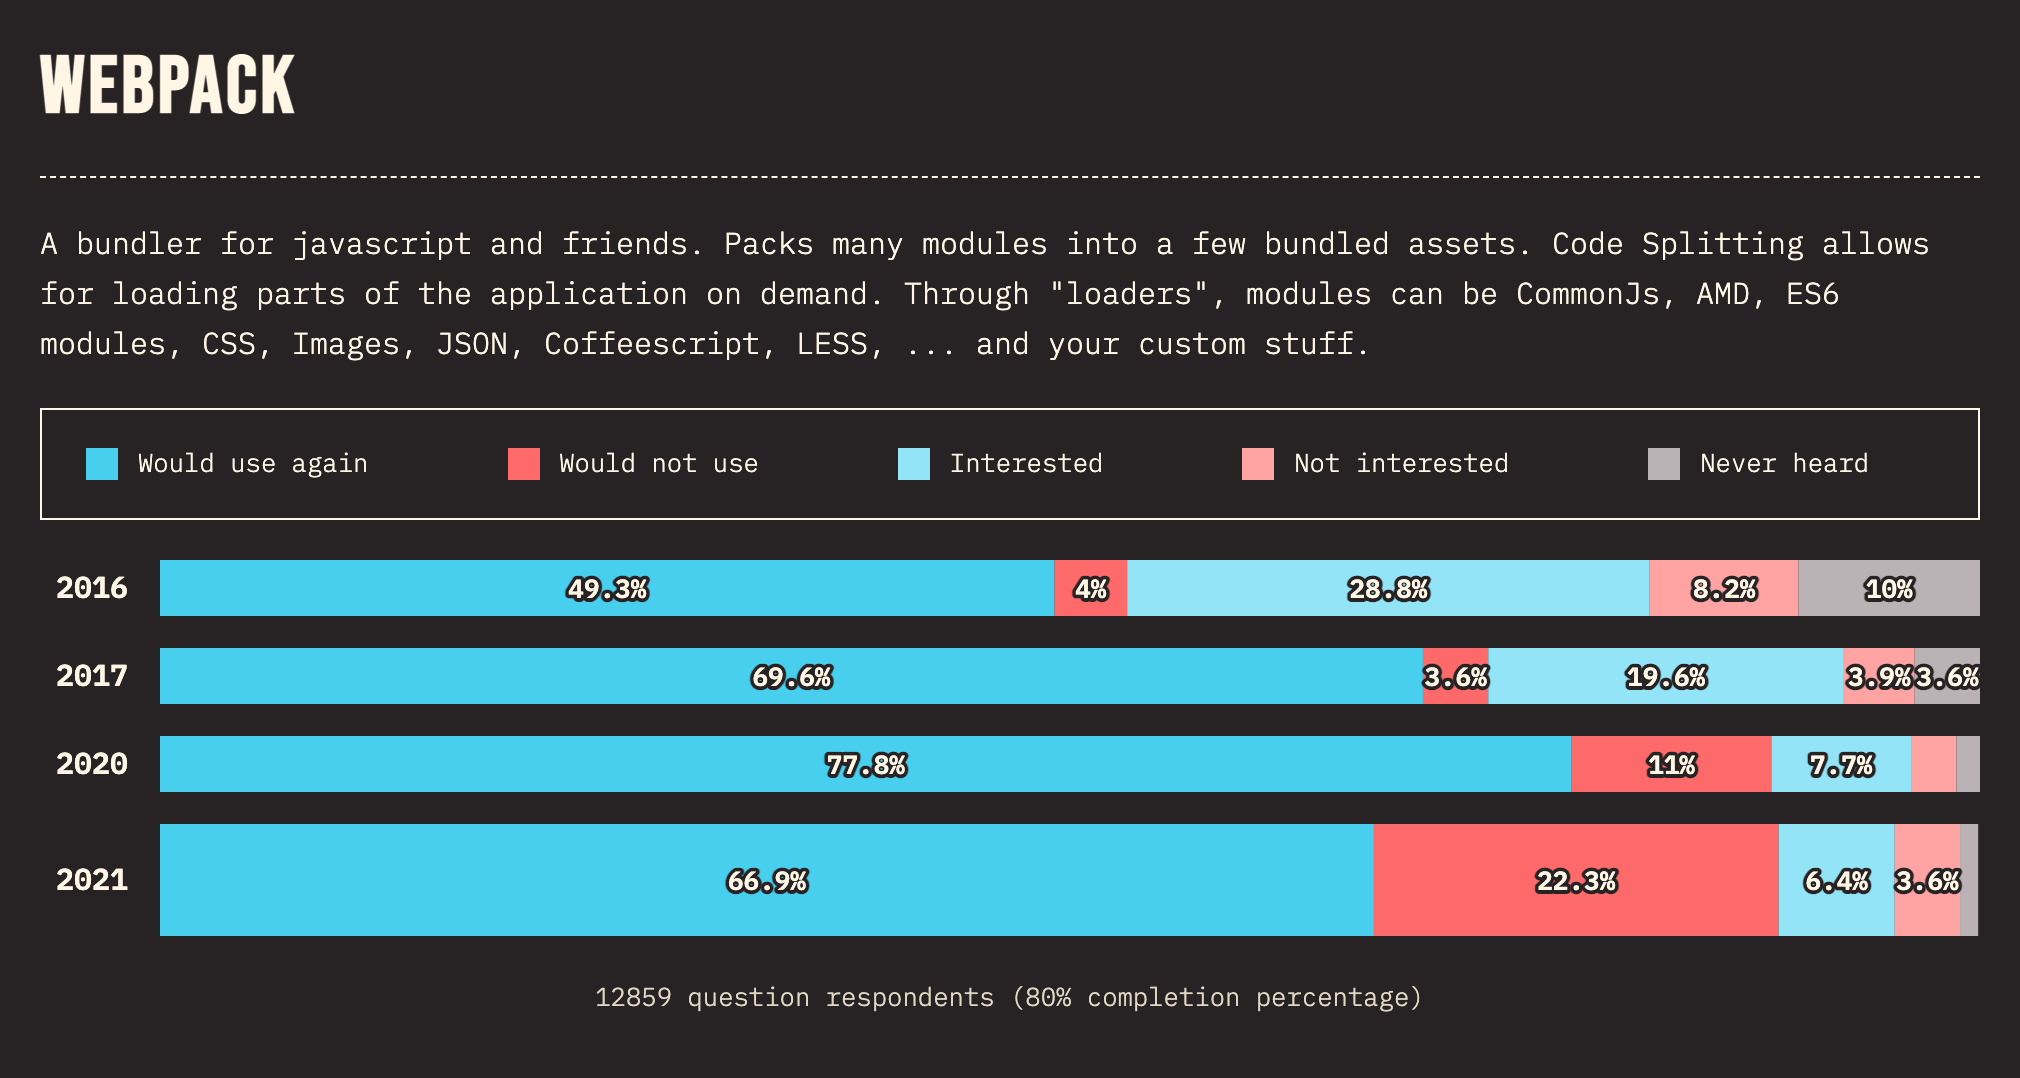 WEBPACK
A bundler for javascript and friends. Packs many modules into a few bundled assets. Code Splitting allows
for loading parts of the application on demand. Through "loaders", modules can be CommonJs, AMD, ES6
modules, CSS, Images, JSON, Coffeescript, LESS, ... and your custom stuff.
Would use again Would not use Interested Not interested Never heard
2016 49.3% 4% 28.8% 8.2% 10%
2017 69.6% 3.6% 19.6% 3.9% 3.6%
2020 77.8% 11% 7.7%
2021 66.9% 22.3% 6.4% 3.6%
12859 question respondents (80% completion percentage)